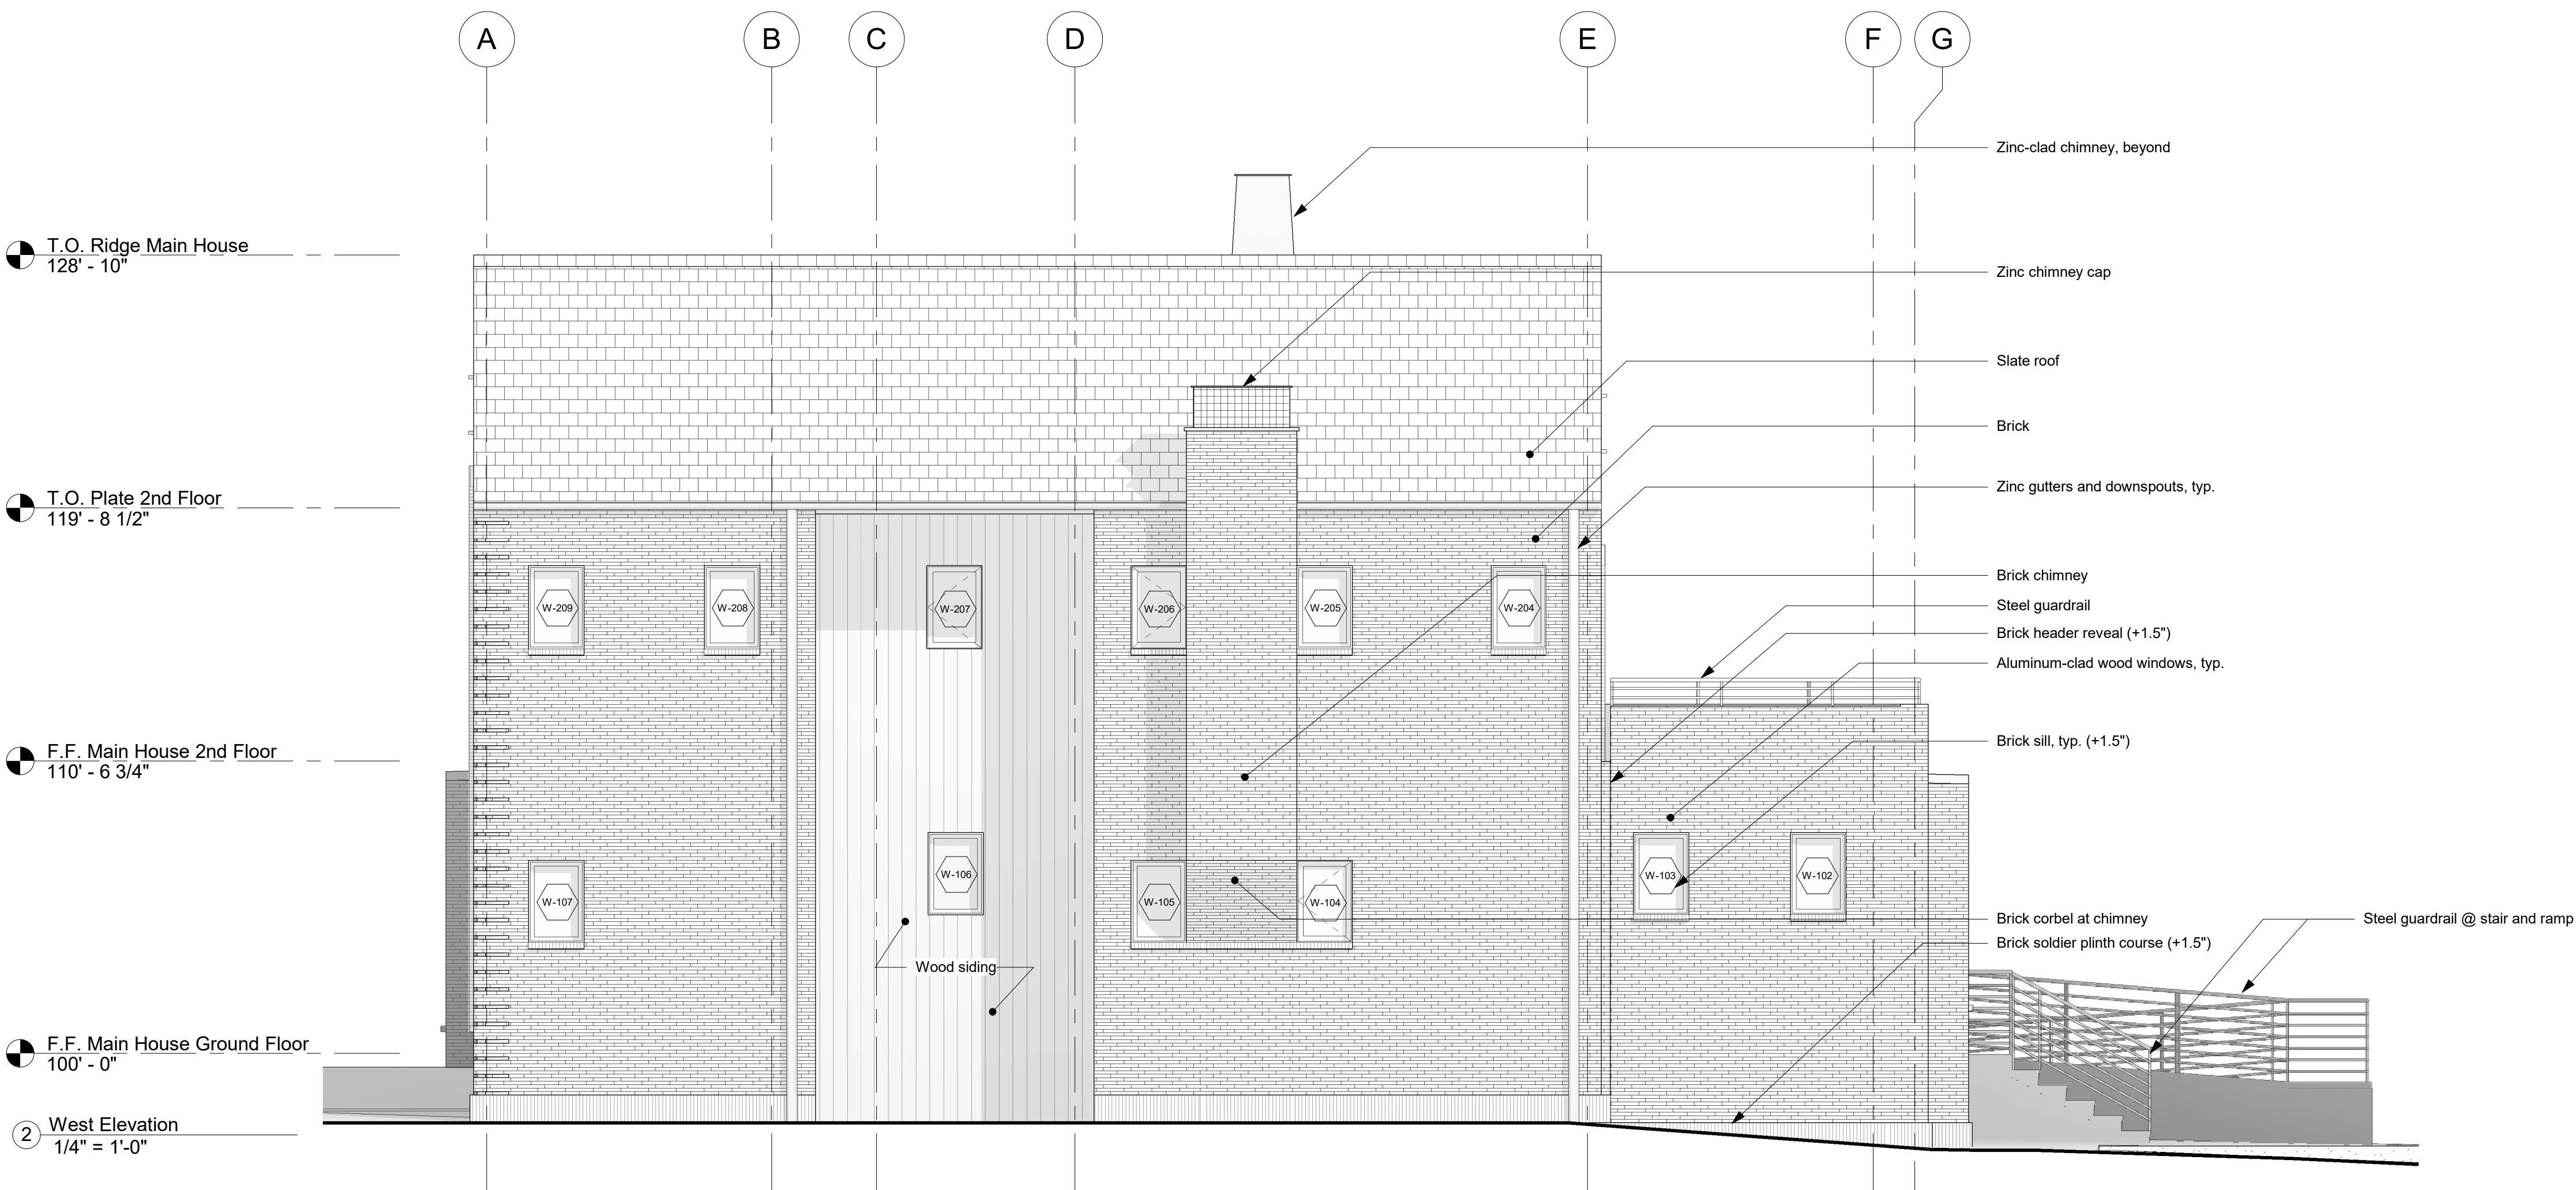 A
B
C
D
E
F
G
Zinc-clad chimney, beyond
T.O. Ridge Main House
128' - 10"
Zinc chimney cap
Slate roof
Brick
Zinc gutters and downspouts, typ.
T.O. Plate 2nd Floor
119' - 8 1/2"
Brick chimney
Steel guardrail
W-209
W-208
W-207
W-206
W-205
W-204
Brick header reveal (+1.5")
Aluminum-clad wood windows, typ.
Brick sill, typ. (+1.5")
F.F. Main House 2nd Floor
110' - 6 3/4"
W-107
W-106
W-105
W-104
W-103
W-102
Brick corbel at chimney
Steel guardrail @ stair and ramp
Brick soldier plinth course (+1.5")
Wood siding
F.F. Main House Ground Floor
100' - 0"
2
West Elevation
1/4" = 1'-0"